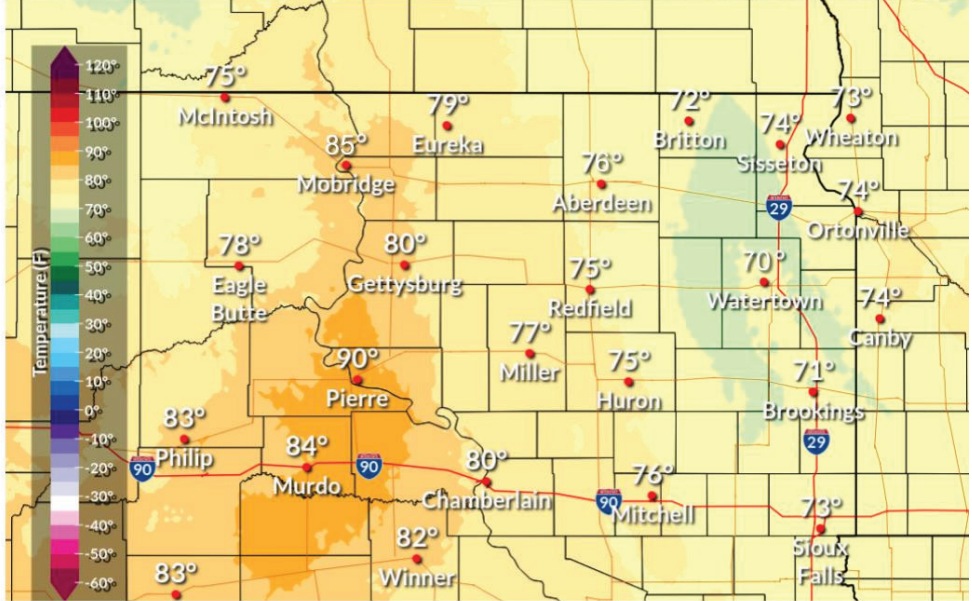 Temperature (F)
120°
110°
100°
90°
80°
70°
60°
50°
40°
30°
20°
10°
0°
-10°
-20°
-30°
-40°
-50°
-60°
75°
McIntosh
79°
Eureka
72°
Britton
74°
Sisseton
73°
Wheaton
85°
Mobridge
76°
Aberdeen
29
74°
Ortonville
78°
Eagle
Butte
80°
Gettysburg
75°
Redfield
70°
Watertown
74°
Canby
90°
Pierre
77°
Miller
75°
Huron
71°
Brookings
83°
Philip
90
84°
Murdo
90
80°
Chamberlain
90
76°
Mitchell
29
73°
Sioux
Falls
83°
82°
Winner